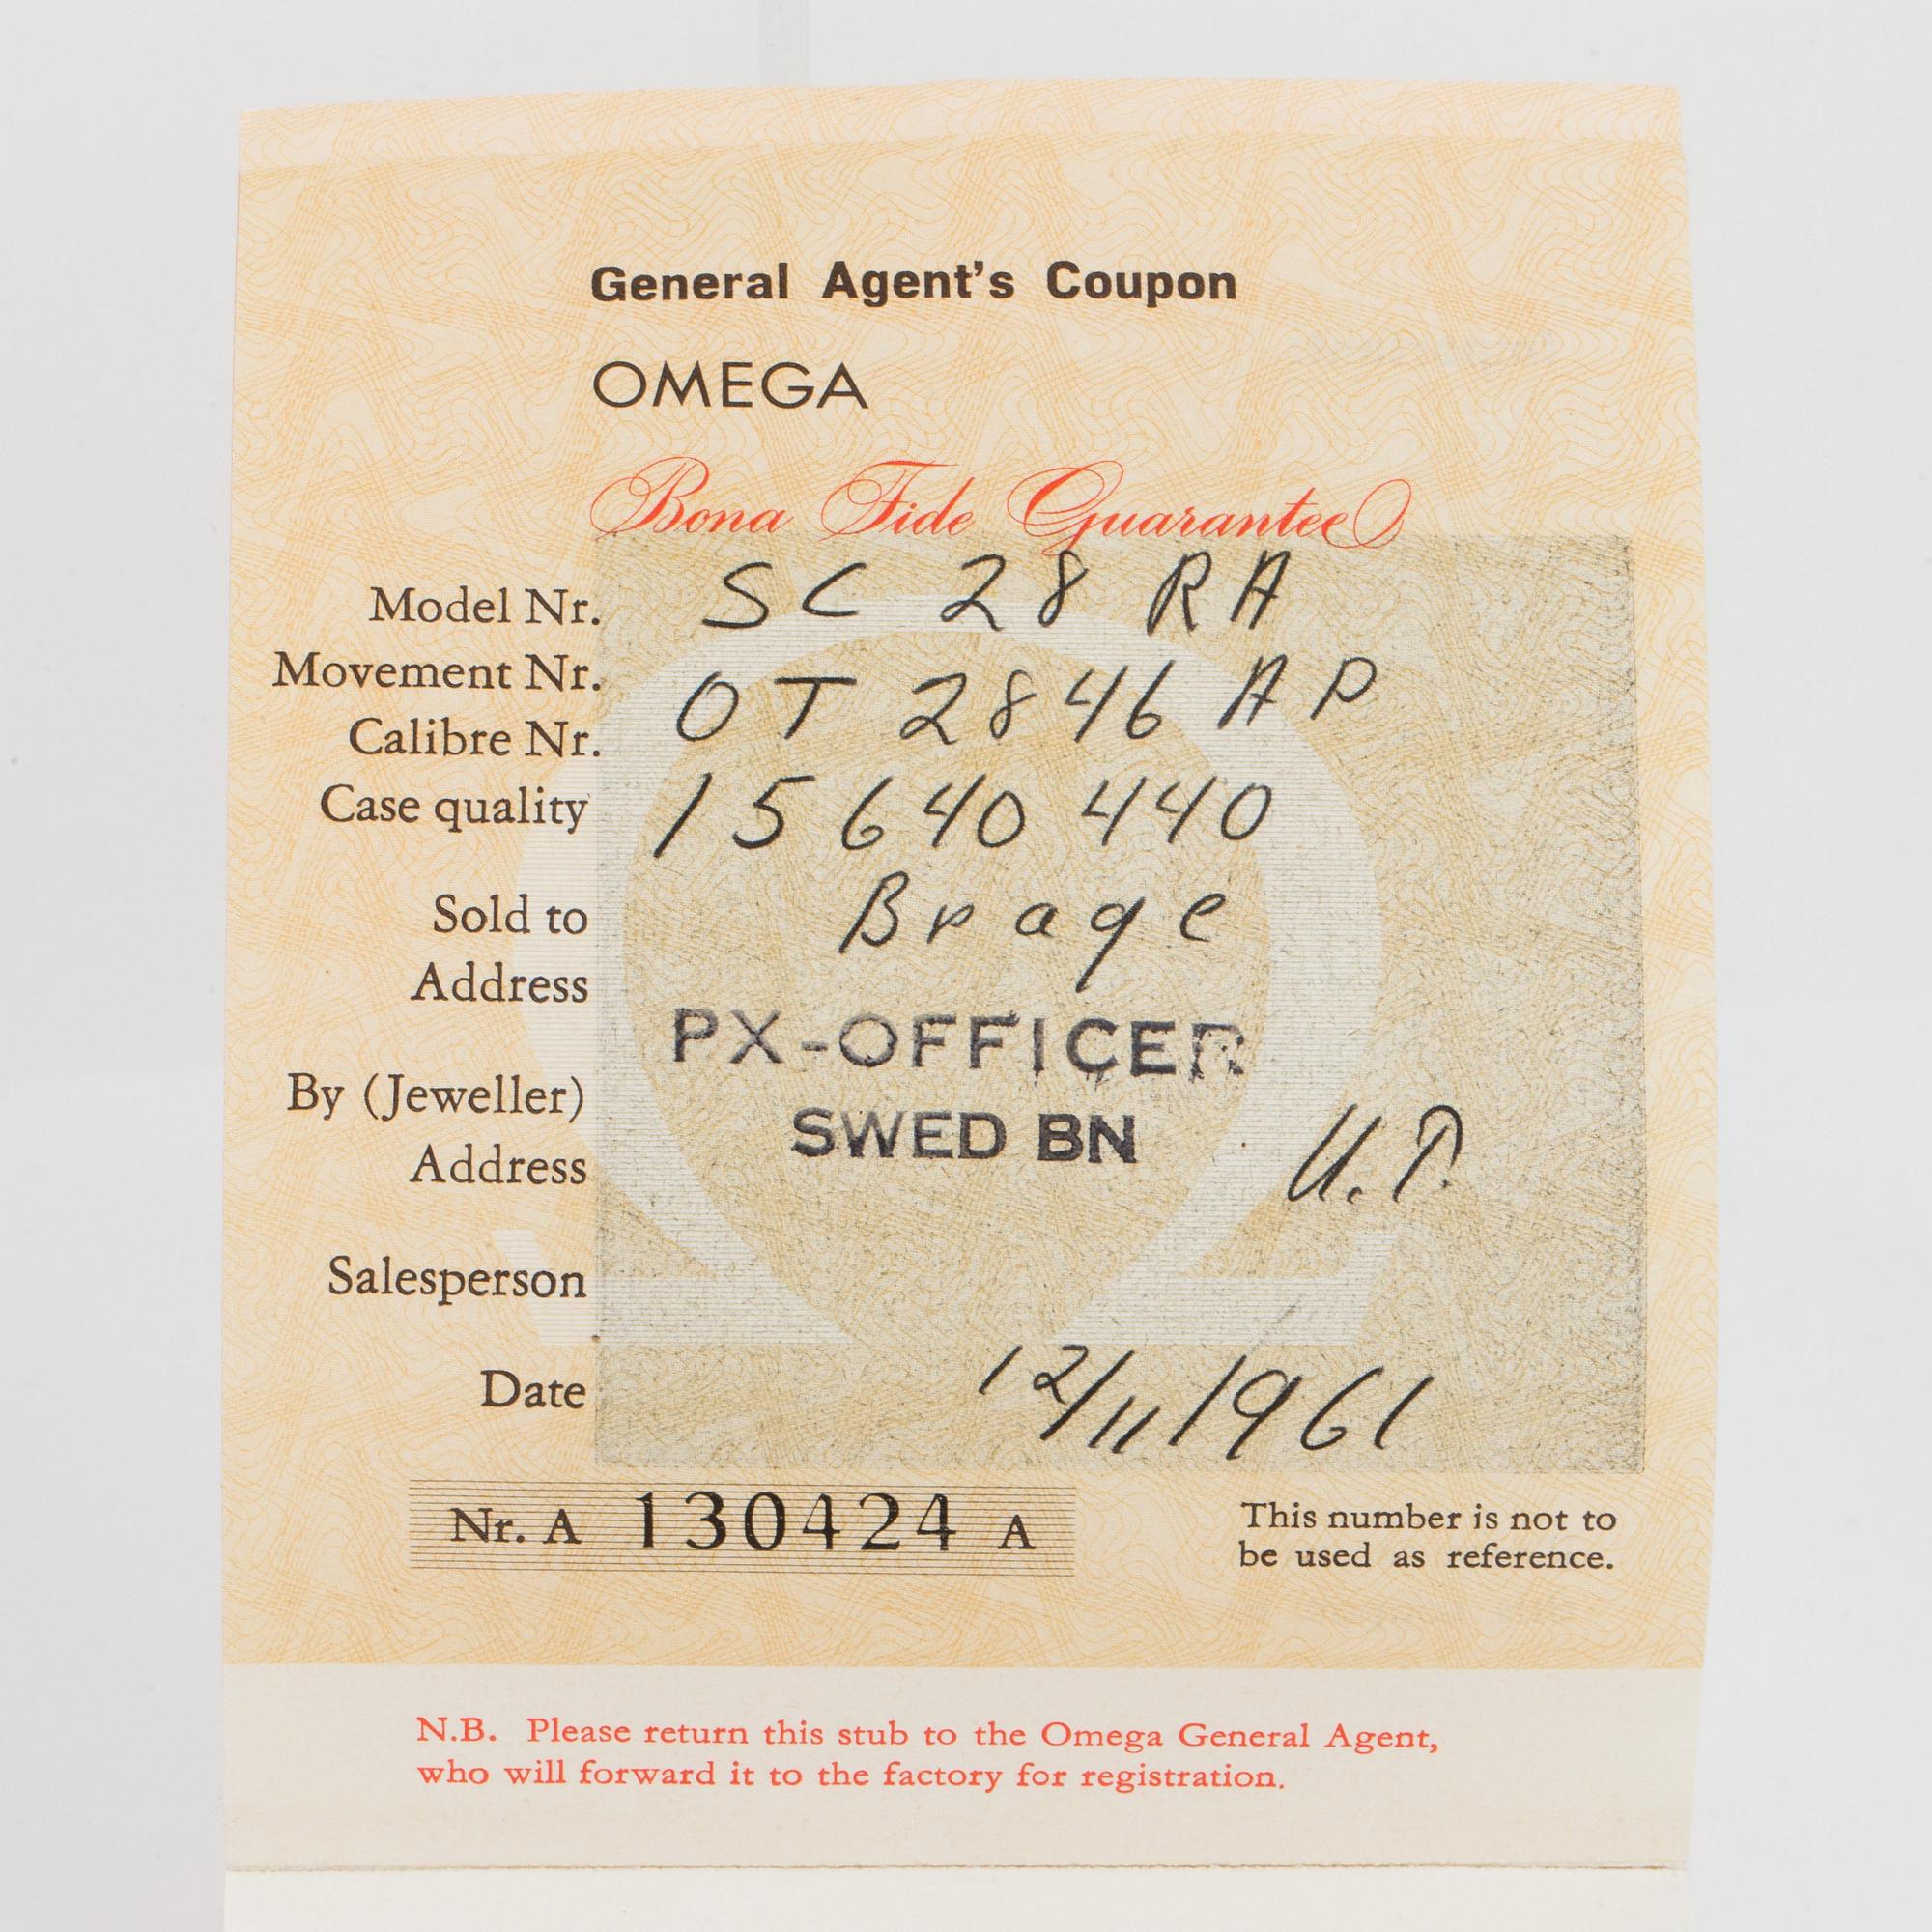 General Agent's Coupon
OMEGA
Bona Fide Guarantee
Model Nr. SC 28 RA
Movement Nr. OT 2846 AP
Calibre Nr.
Case quality 15 640 440
Sold to Brage
Address
PX-OFFICER
By (Jeweller)
SWED BN U.P.
Address
Salesperson
Date 12/11 1961
Nr. A 130424 A
This number is not to
be used as reference.
N.B. Please return this stub to the Omega General Agent,
who will forward it to the factory for registration.